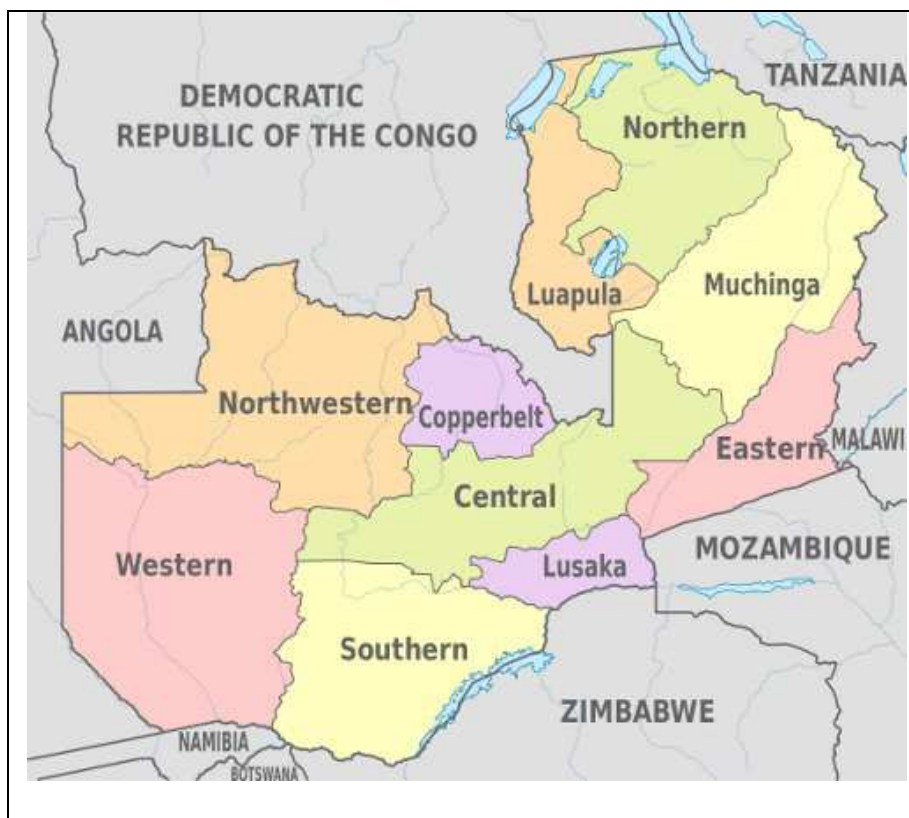 TANZANIA
DEMOCRATIC
REPUBLIC OF THE CONGO
Northern
Muchinga
Luapula
ANGOLA
Northwestern
Copperbelt
Eastern
MALAWI
Central
MOZAMBIQUE
Western
Lusaka
Southern
ZIMBABWE
NAMIBIA
BOTSWANA